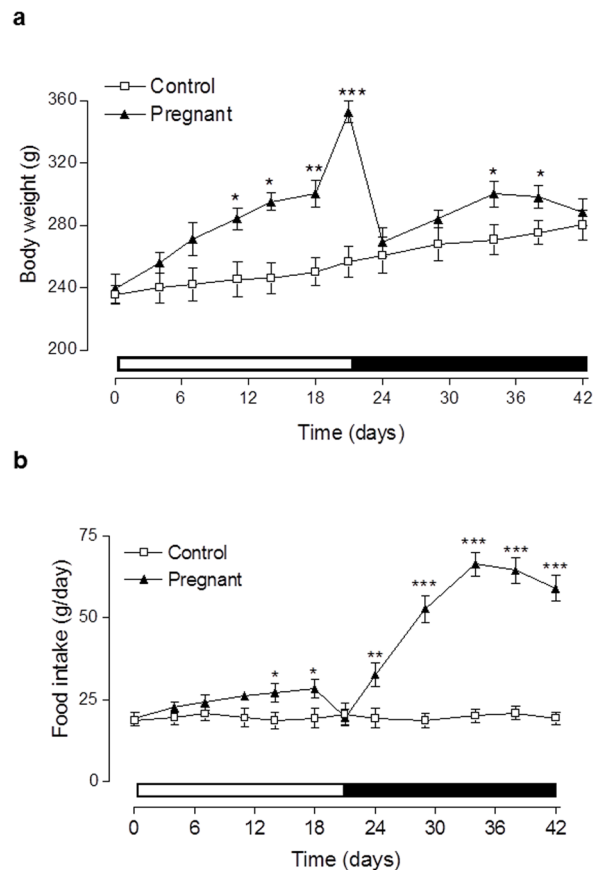 a
Control
Pregnant
360
320
280
240
200
Body weight (g)
* * ** *** * *
0 6 12 18 24 30 36 42
Time (days)
b
Control
Pregnant
75
50
25
0
Food intake (g/day)
* * ** *** *** *** ***
0 6 12 18 24 30 36 42
Time (days)